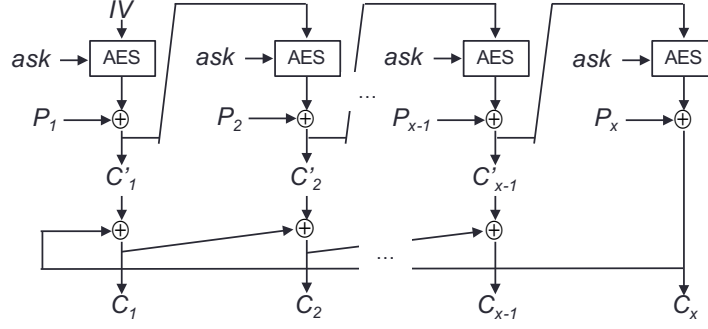 IV
ask AES ask AES ask AES ask AES
...
P1 P2 Px-1 Px
C'1 C'2 C'x-1
...
C1 C2 Cx-1 Cx